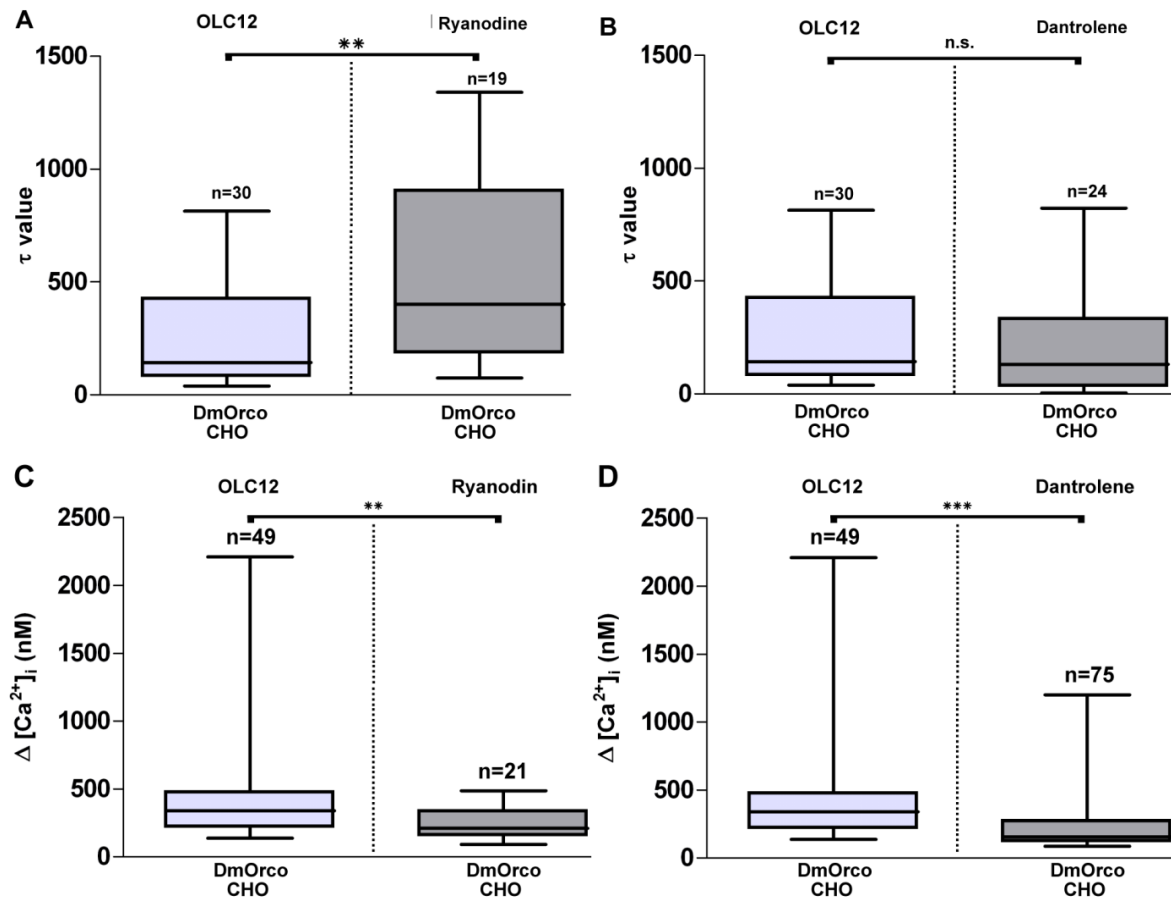 A
OLC12
Ryanodine
**
1500
1000
500
0
τ value
n=30
n=19
DmOrco
CHO
DmOrco
CHO
B
OLC12
Dantrolene
n.s.
1500
1000
500
0
τ value
n=30
n=24
DmOrco
CHO
DmOrco
CHO
C
OLC12
Ryanodin
**
2500
2000
1500
1000
500
0
Δ [Ca²⁺]ᵢ (nM)
n=49
n=21
DmOrco
CHO
DmOrco
CHO
D
OLC12
Dantrolene
***
2500
2000
1500
1000
500
0
Δ [Ca²⁺]ᵢ (nM)
n=49
n=75
DmOrco
CHO
DmOrco
CHO